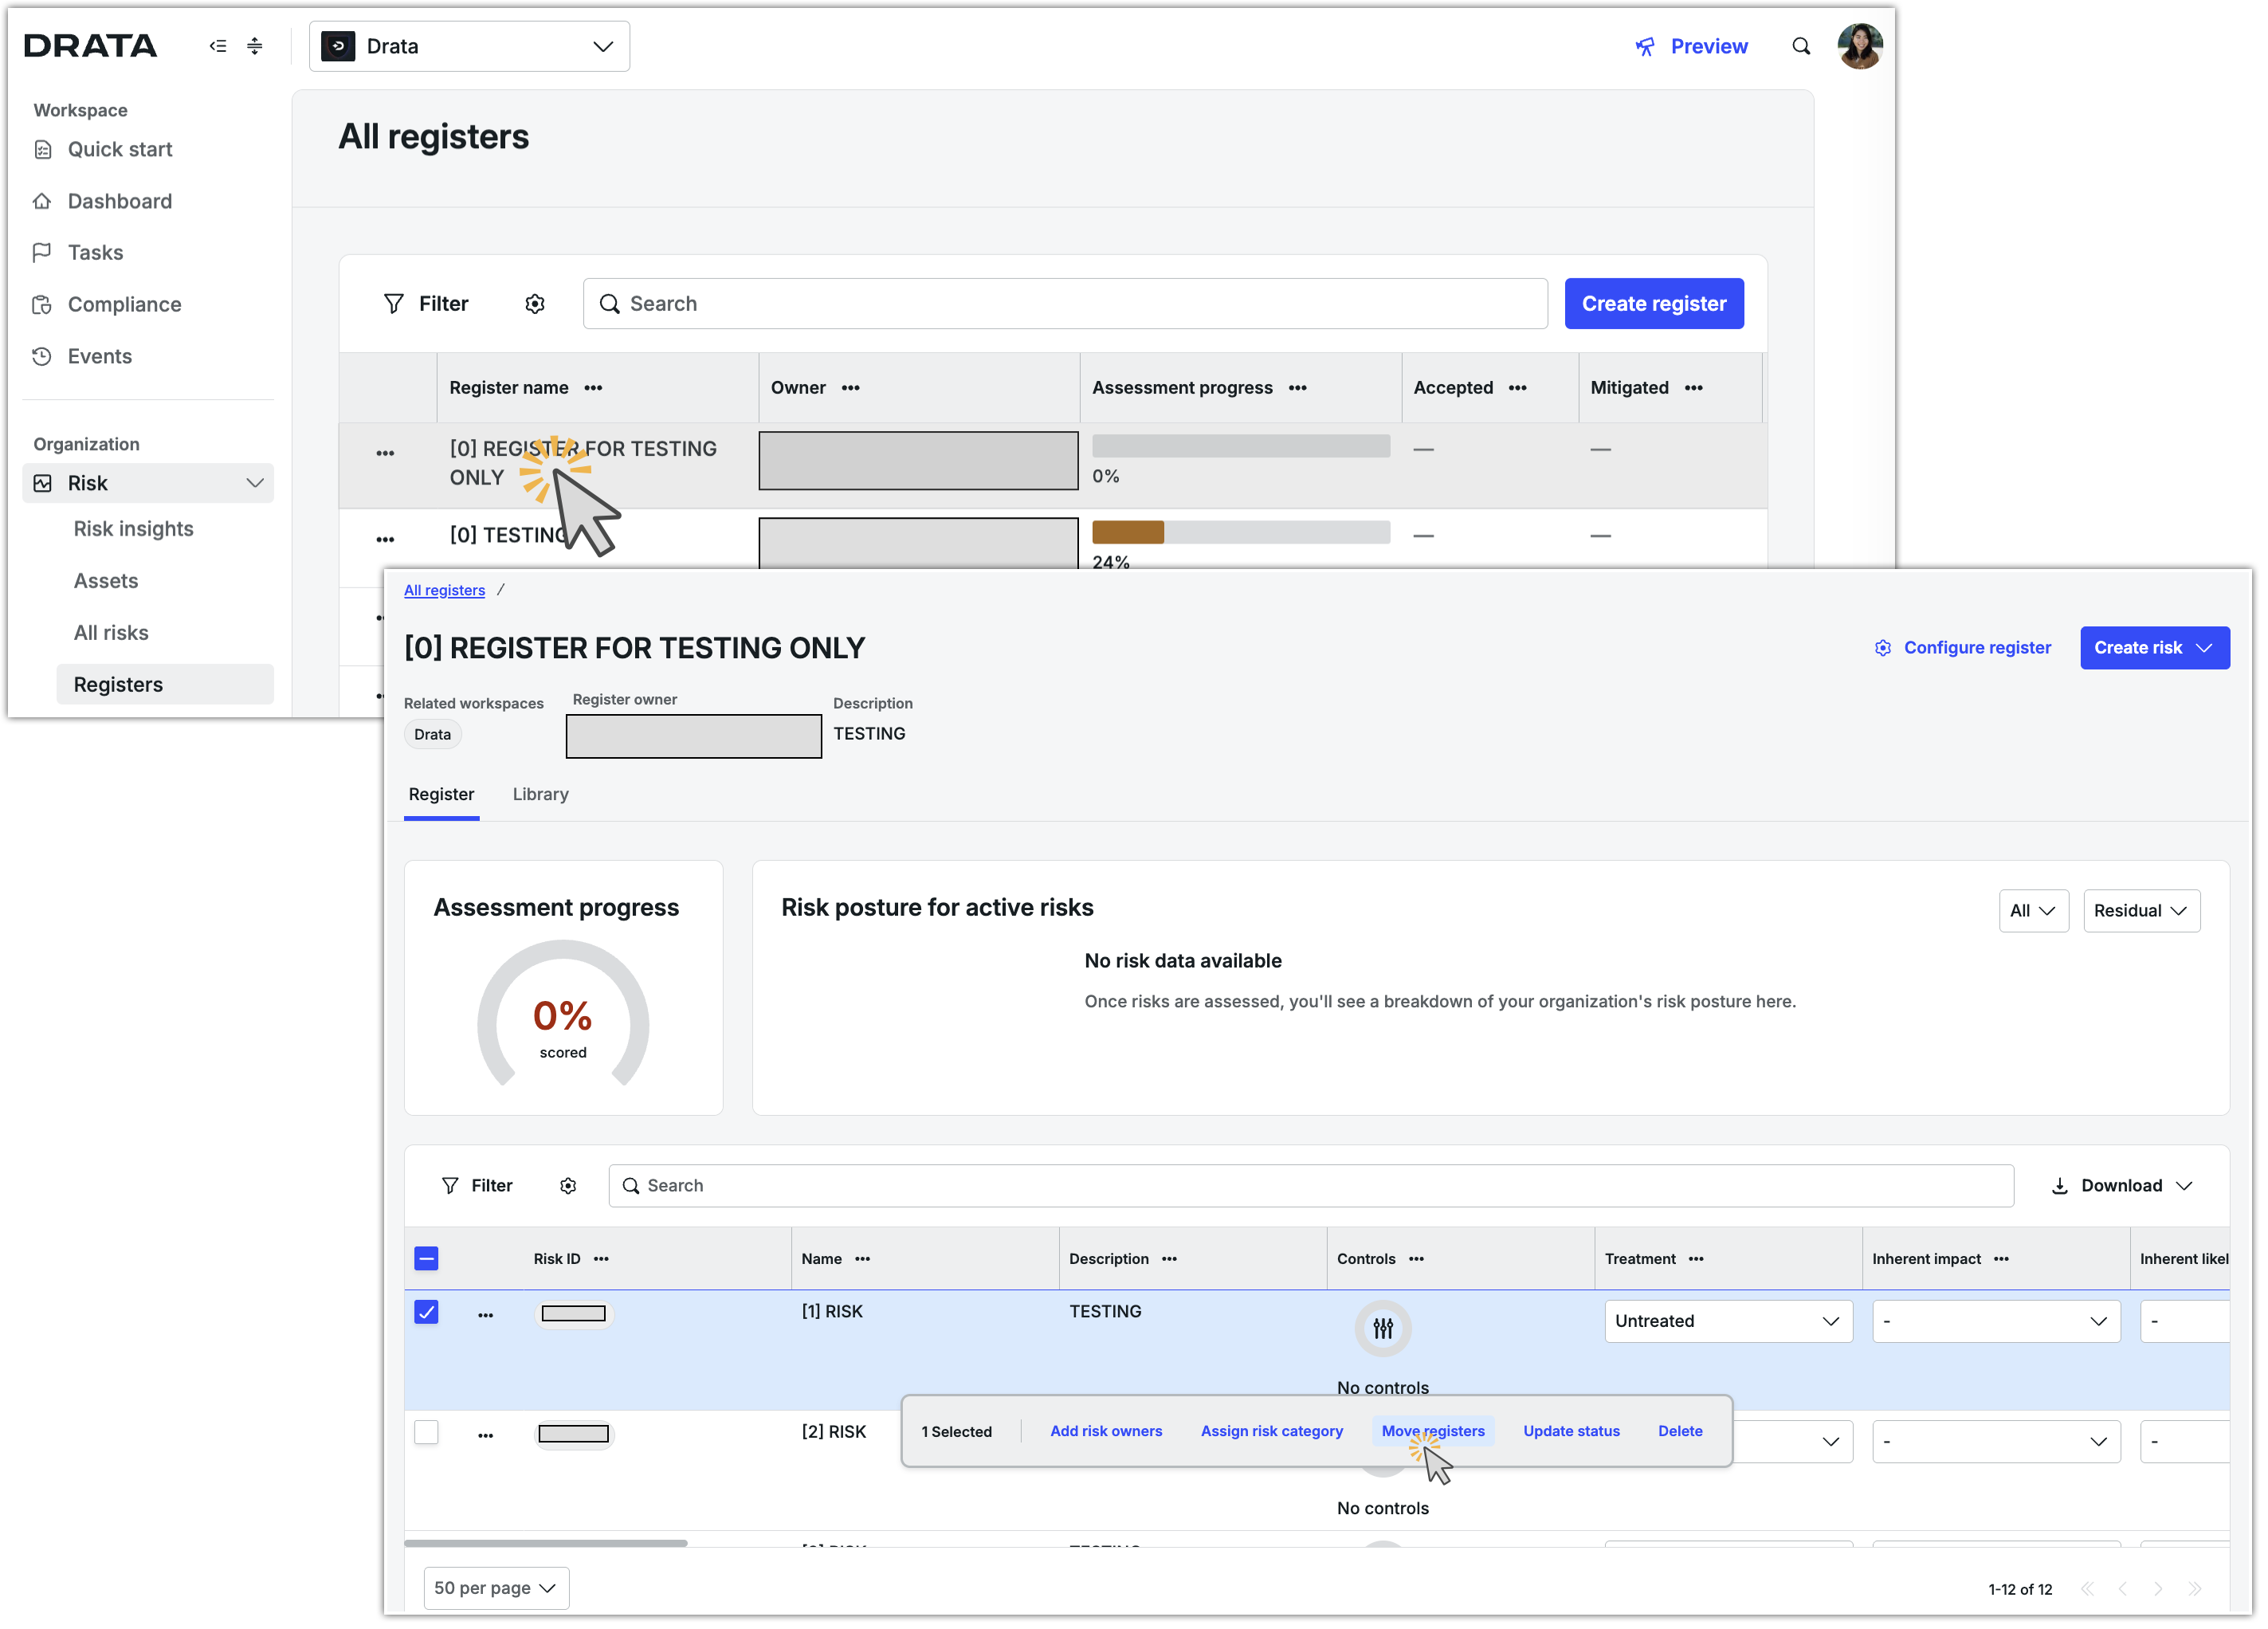 DRATA
Drata
Preview
Workspace
Quick start
Dashboard
Tasks
Compliance
Events
Organization
Risk
Risk insights
Assets
All risks
Registers
All registers
Filter
Search
Create register
Register name
Owner
Assessment progress
Accepted
Mitigated
[0] REGISTER FOR TESTING
ONLY
0%
—
—
[0] TESTING
24%
—
—
All registers /
[0] REGISTER FOR TESTING ONLY
Configure register
Create risk
Related workspaces
Register owner
Description
Drata
TESTING
Register
Library
Assessment progress
0%
scored
Risk posture for active risks
All
Residual
No risk data available
Once risks are assessed, you'll see a breakdown of your organization's risk posture here.
Filter
Search
Download
Risk ID
Name
Description
Controls
Treatment
Inherent impact
Inherent likel
[1] RISK
TESTING
No controls
Untreated
-
-
[2] RISK
1 Selected
Add risk owners
Assign risk category
Move registers
Update status
Delete
-
-
No controls
50 per page
1-12 of 12